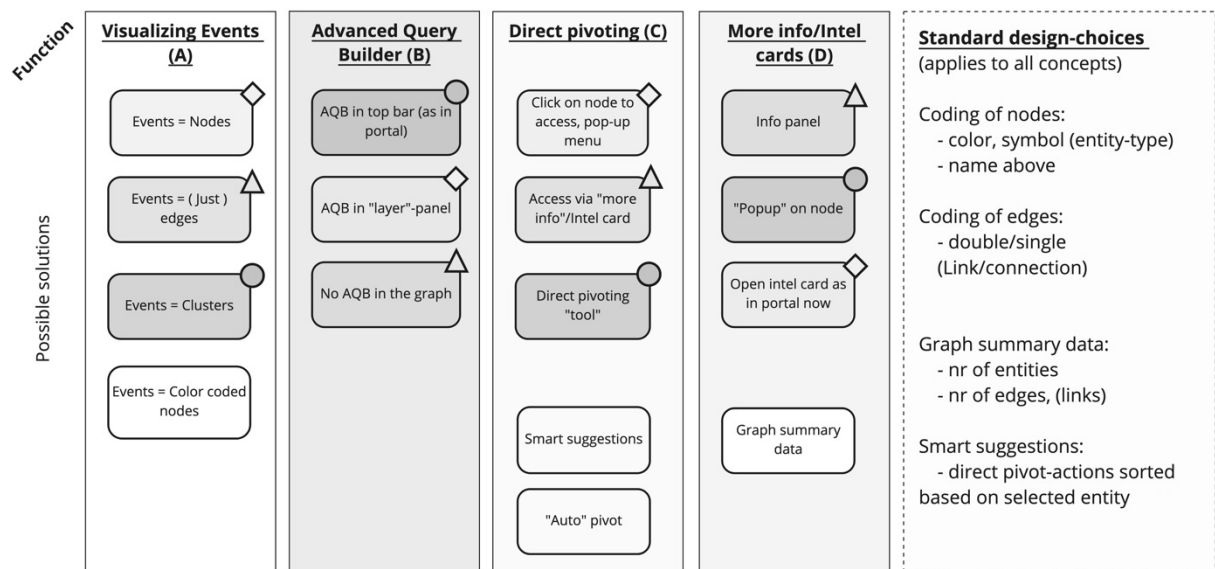 Function
Possible solutions
Visualizing Events
(A)
Events = Nodes
Events = ( Just )
edges
Events = Clusters
Events = Color coded
nodes
Advanced Query
Builder (B)
AQB in top bar (as in
portal)
AQB in "layer"-panel
No AQB in the graph
Direct pivoting (C)
Click on node to
access, pop-up
menu
Access via "more
info"/Intel card
Direct pivoting
"tool"
Smart suggestions
"Auto" pivot
More info/Intel
cards (D)
Info panel
"Popup" on node
Open intel card as
in portal now
Graph summary
data
Standard design-choices
(applies to all concepts)
Coding of nodes:
- color, symbol (entity-type)
- name above
Coding of edges:
- double/single
(Link/connection)
Graph summary data:
- nr of entities
- nr of edges, (links)
Smart suggestions:
- direct pivot-actions sorted
based on selected entity